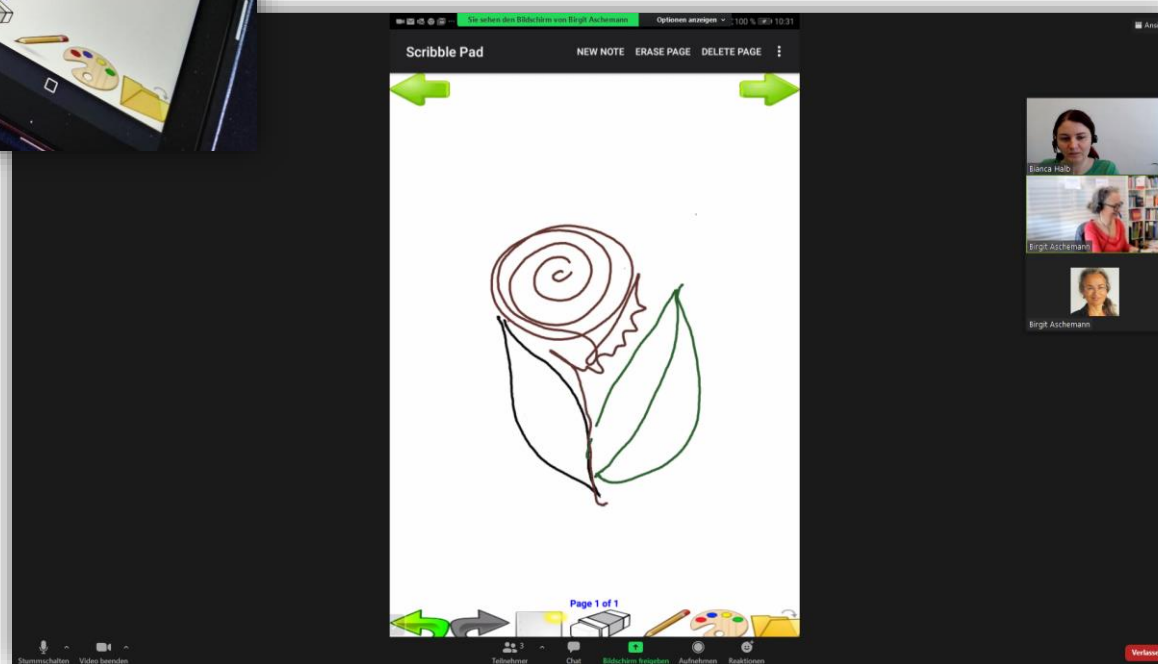 Sie sehen den Bildschirm von Birgit Aschemann
Optionen anzeigen
100 % 10:31
Scribble Pad
NEW NOTE ERASE PAGE DELETE PAGE
Bianca Halb
Birgit Aschemann
Birgit Aschemann
Page 1 of 1
Stummschalten Video beenden
Teilnehmer 3 Chat Bildschirm freigeben Aufnehmen Reaktionen